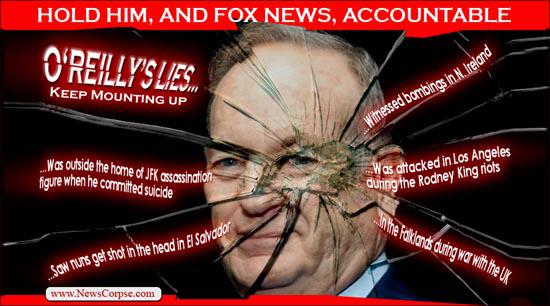 HOLD HIM, AND FOX NEWS, ACCOUNTABLE
O'REILLY'S LIES...
KEEP MOUNTING UP
...Witnessed bombings in N. Ireland
...Was outside the home of JFK assassination
figure when he committed suicide
...Was attacked in Los Angeles
during the Rodney King riots
...Saw nuns get shot in the head in El Salvador
...In the Falklands during war with the UK
www.NewsCorpse.com